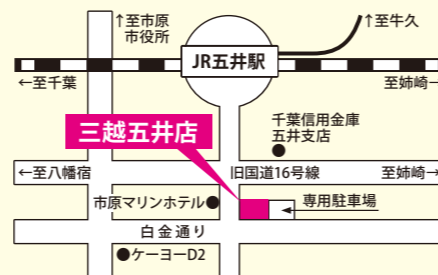 ↑至市原
市役所
↑至牛久
JR五井駅
←至千葉
至姉崎→
千葉信用金庫
五井支店
三越五井店
←至八幡宿
旧国道16号線
至姉崎→
市原マリンホテル
専用駐車場
白金通り
ケーヨーD2